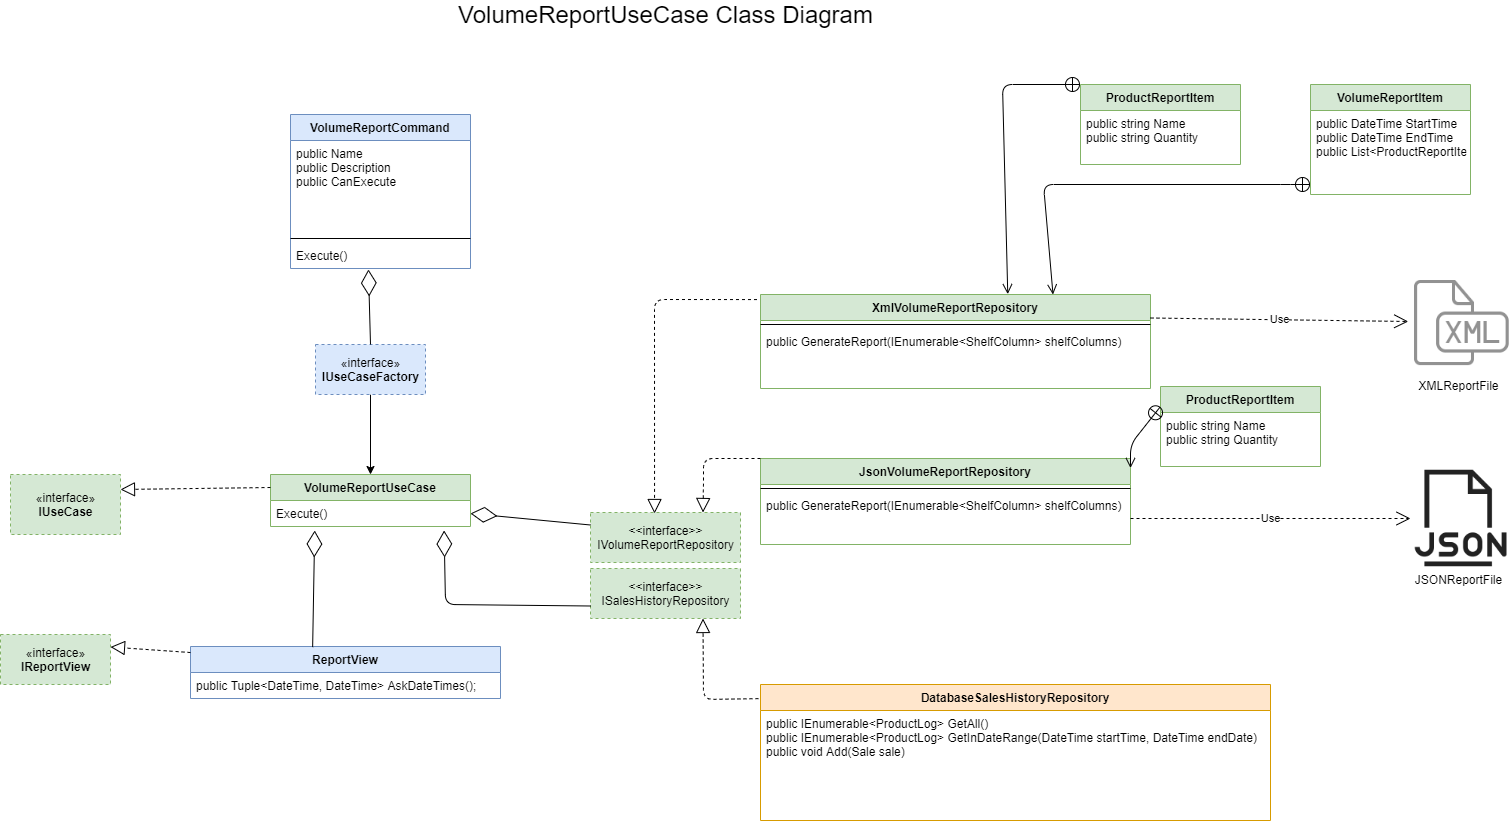 VolumeReportUseCase Class Diagram
VolumeReportCommand
public Name
public Description
public CanExecute
Execute()
«interface»
IUseCaseFactory
«interface»
IUseCase
VolumeReportUseCase
Execute()
«interface»
IReportView
ReportView
public Tuple<DateTime, DateTime> AskDateTimes();
<<interface>>
IVolumeReportRepository
<<interface>>
ISalesHistoryRepository
ProductReportItem
public string Name
public string Quantity
VolumeReportItem
public DateTime StartTime
public DateTime EndTime
public List<ProductReportIte
XmlVolumeReportRepository
public GenerateReport(IEnumerable<ShelfColumn> shelfColumns)
Use
XML
XMLReportFile
ProductReportItem
public string Name
public string Quantity
JsonVolumeReportRepository
public GenerateReport(IEnumerable<ShelfColumn> shelfColumns)
Use
JSON
JSONReportFile
DatabaseSalesHistoryRepository
public IEnumerable<ProductLog> GetAll()
public IEnumerable<ProductLog> GetInDateRange(DateTime startTime, DateTime endDate)
public void Add(Sale sale)